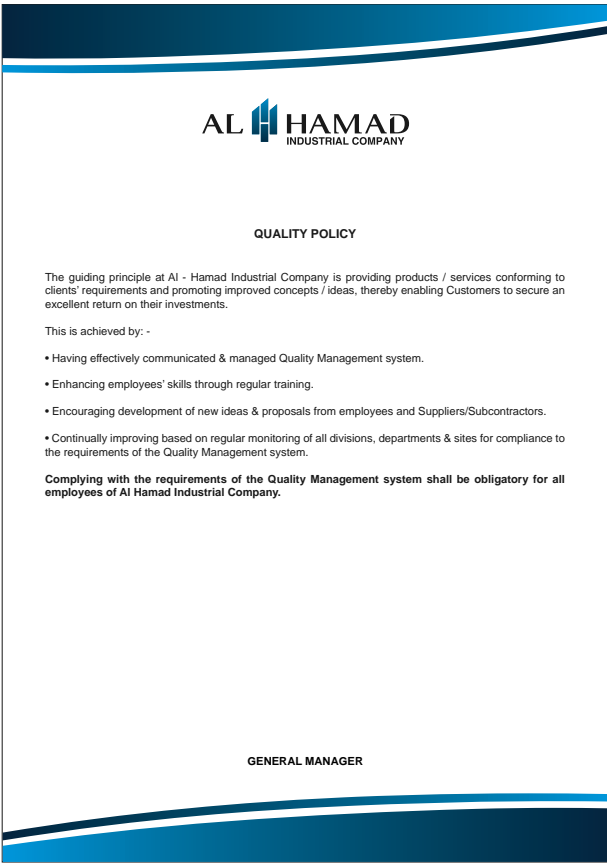 AL HAMAD
INDUSTRIAL COMPANY
QUALITY POLICY
The guiding principle at Al - Hamad Industrial Company is providing products / services conforming to
clients' requirements and promoting improved concepts / ideas, thereby enabling Customers to secure an
excellent return on their investments.
This is achieved by: -
• Having effectively communicated & managed Quality Management system.
• Enhancing employees' skills through regular training.
• Encouraging development of new ideas & proposals from employees and Suppliers/Subcontractors.
• Continually improving based on regular monitoring of all divisions, departments & sites for compliance to
the requirements of the Quality Management system.
Complying with the requirements of the Quality Management system shall be obligatory for all
employees of Al Hamad Industrial Company.
GENERAL MANAGER